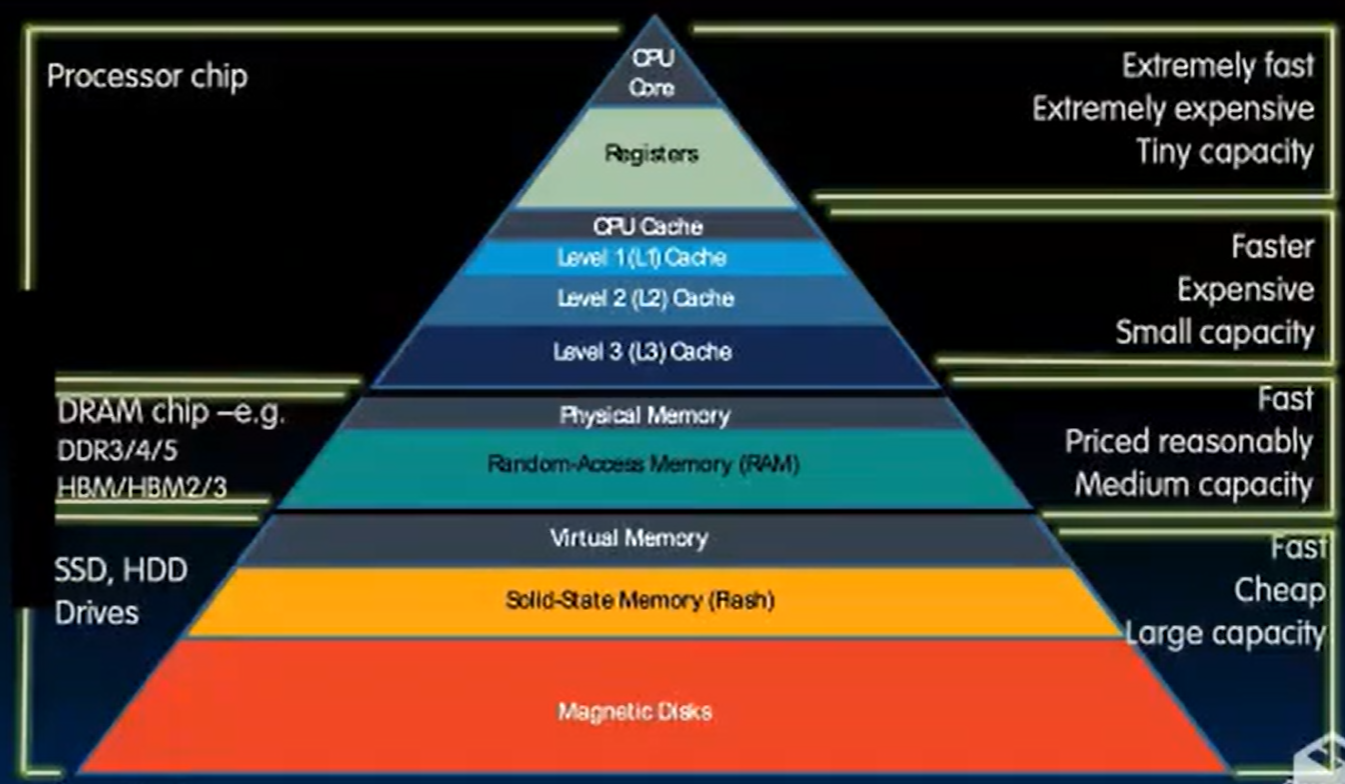 Processor chip
CPU
Core
Extremely fast
Extremely expensive
Tiny capacity
Registers
CPU Cache
Level 1 (L1) Cache
Level 2 (L2) Cache
Level 3 (L3) Cache
Faster
Expensive
Small capacity
DRAM chip –e.g.
DDR3/4/5
HBM/HBM2/3
Physical Memory
Random-Access Memory (RAM)
Fast
Priced reasonably
Medium capacity
SSD, HDD
Drives
Virtual Memory
Solid-State Memory (Flash)
Magnetic Disks
Fast
Cheap
Large capacity